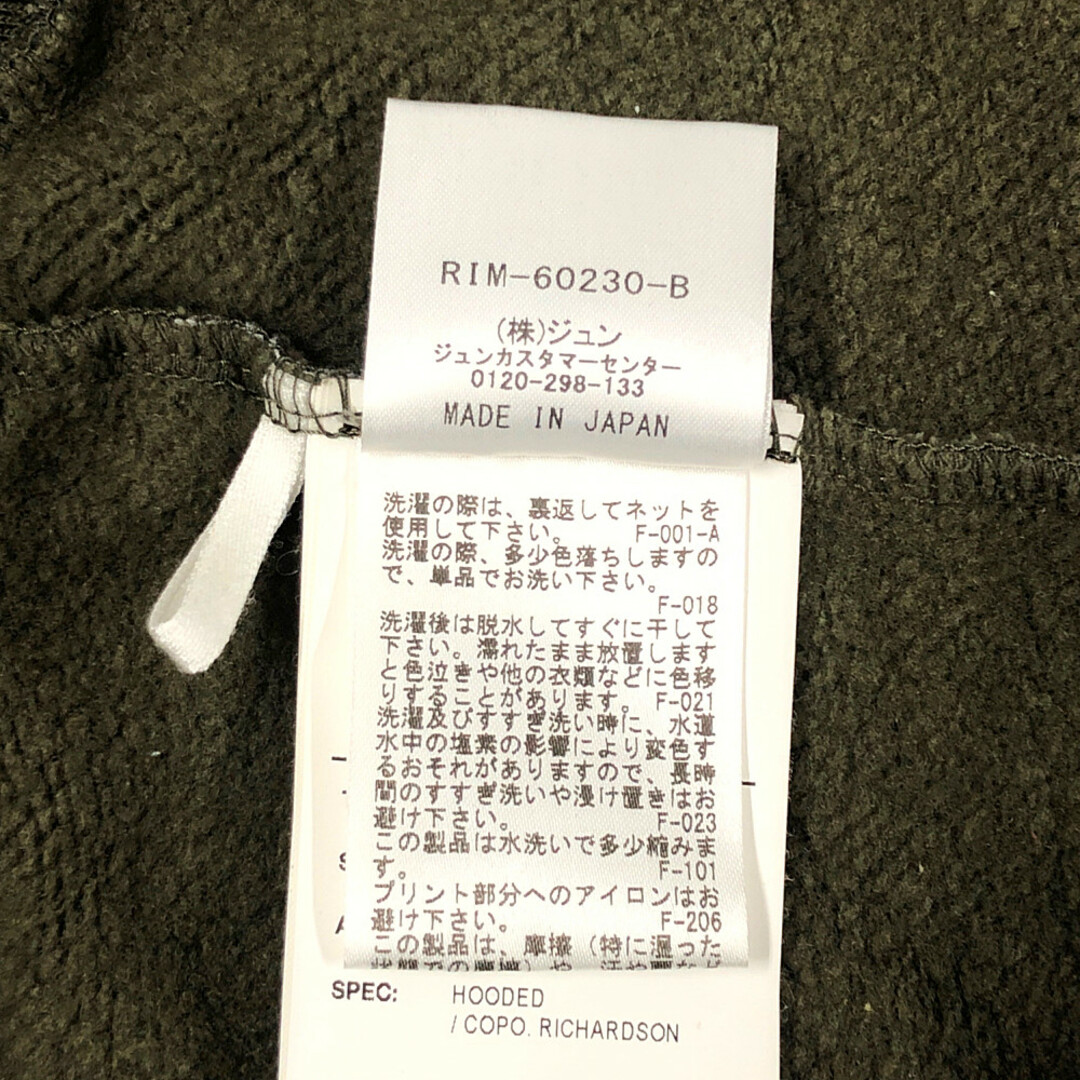 RIM-60230-B
(株)ジュン
ジュンカスタマーセンター
0120-298-133
MADE IN JAPAN
洗濯の際は、裏返してネットを
使用して下さい。 F-001-A
洗濯の際、多少色落ちしますの
で、単品でお洗い下さい。
F-018
洗濯後は脱水してすぐに干して
下さい。濡れたまま放置します
と色泣きや他の衣類などに色移
りすることがあります。 F-021
洗濯及びすすぎ洗い時に、水道
水中の塩素の影響により変色す
るおそれがありますので、長時
間のすすぎ洗いや浸け置きはお
避け下さい。 F-023
この製品は水洗いで多少縮みま
す。 F-101
プリント部分へのアイロンはお
避け下さい。 F-206
この製品は、摩擦(特に湿った
S
A
SPEC: HOODED
/ COPO. RICHARDSON